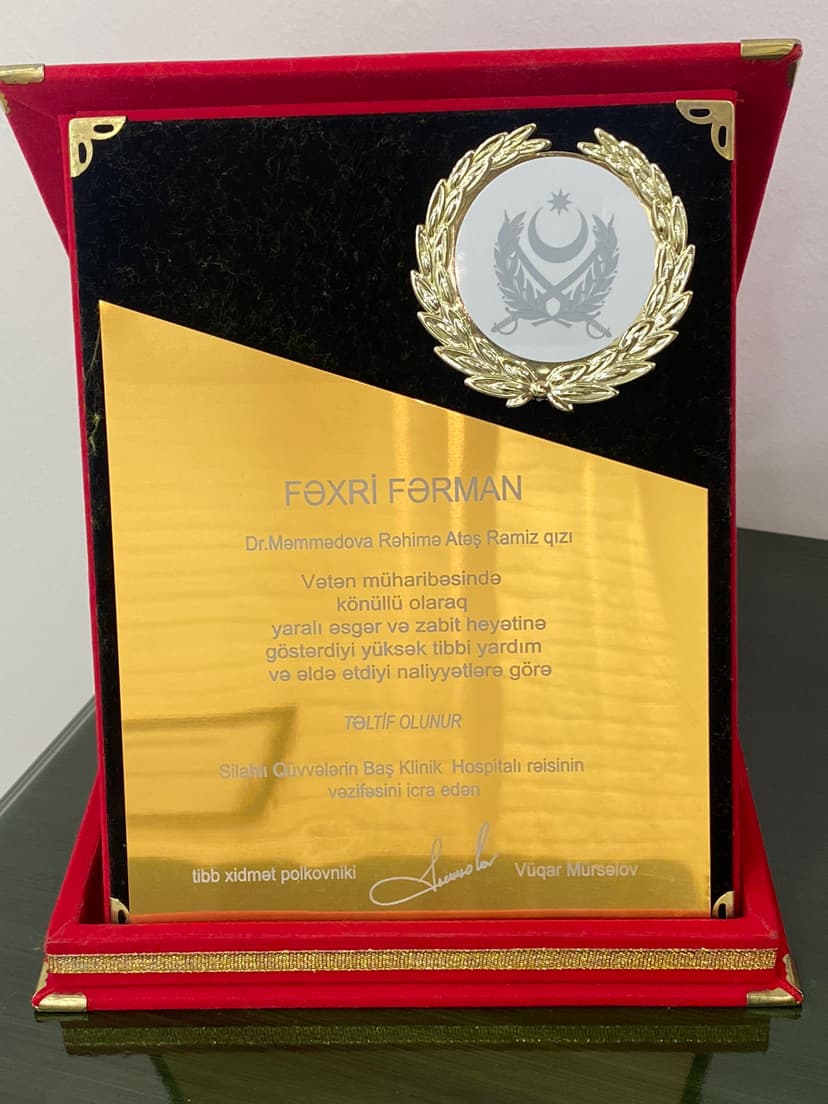 FƏXRİ FƏRMAN
Dr.Məmmədova Rəhimə Ateş Ramiz qızı
Vətən müharibəsində
könüllü olaraq
yaralı əsgər və zabit heyətinə
göstərdiyi yüksək tibbi yardım
və əldə etdiyi naliyyətlərə görə
TƏLTİF OLUNUR
Silahlı Qüvvələrin Baş Klinik Hospitalı rəisinin
vəzifəsini icra edən
tibb xidmət polkovniki Vüqar Mürsəlov